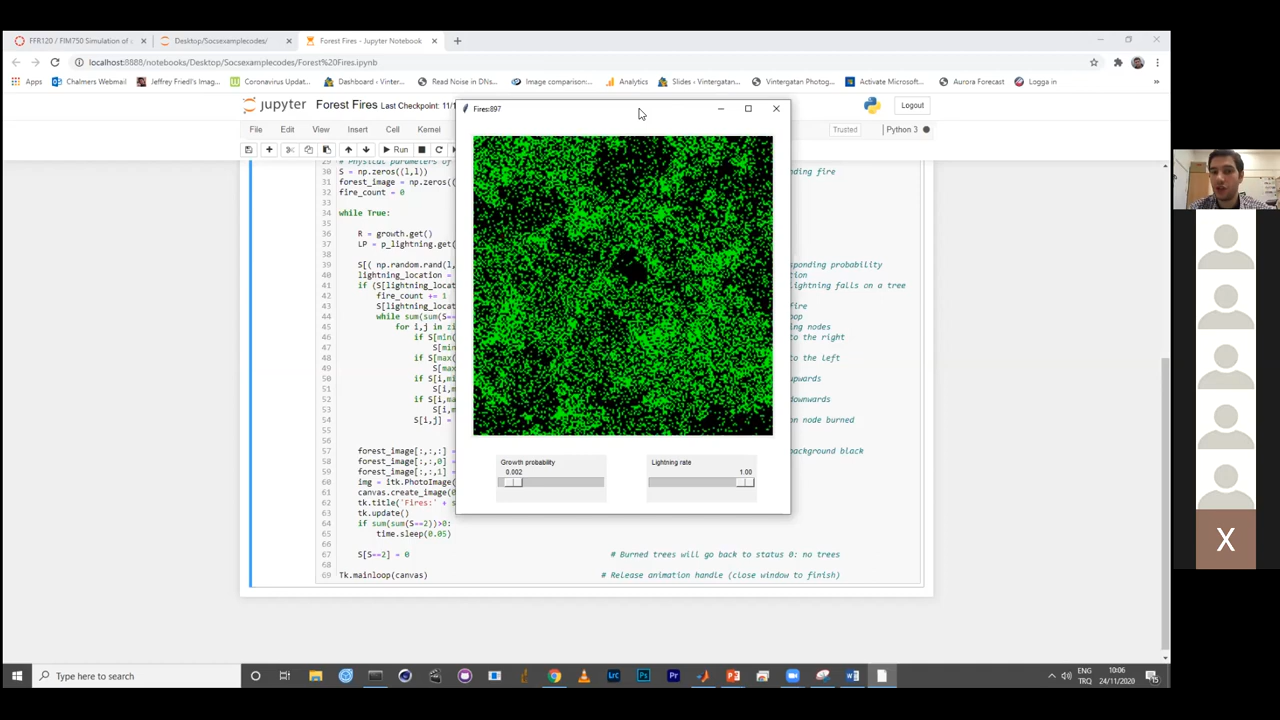 FFR120 / FIM750 Simulation of
Desktop/Socsexamplecodes/
Forest Fires - Jupyter Notebook
localhost:8888/notebooks/Desktop/Socsexamplecodes/Forest%20Fires.ipynb
Apps
Chalmers Webmail
Jeffrey Friedl's Imag...
Coronavirus Updat...
Dashboard ‹ Vinter...
Read Noise in DNs...
Image comparison:...
Analytics
Slides ‹ Vintergatan...
Vintergatan Photog...
Activate Microsoft...
Aurora Forecast
Logga in
»
jupyter Forest Fires Last Checkpoint: 11/1
Logout
File Edit View Insert Cell Kernel
Trusted
Python 3
Run
Fires:897
29 # Physical parameters of
30 S = np.zeros((l,l)) nding fire
31 forest_image = np.zeros((
32 fire_count = 0
33
34 while True:
35
36 R = growth.get()
37 LP = p_lightning.get(
38
39 S[( np.random.rand(l, sponding probability
40 lightning_location = tion
41 if (S[lightning_locat lightning falls on a tree
42 fire_count += 1
43 S[lightning_locat fire
44 while sum(sum(S== op
45 for i,j in zi ing nodes
46 if S[min( to the right
47 S[min
48 if S[max( to the left
49 S[max
50 if S[i,mi upwards
51 S[i,m
52 if S[i,ma downwards
53 S[i,m
54 S[i,j] = on node burned
55
56
57 forest_image[:,:,:] = background black
58 forest_image[:,:,0] =
59 forest_image[:,:,1] =
60 img = itk.PhotoImage(
61 canvas.create_image(0
62 tk.title('Fires:' + s
63 tk.update()
64 if sum(sum(S==2))>0:
65 time.sleep(0.05)
66
67 S[S==2] = 0 # Burned trees will go back to status 0: no trees
68
69 Tk.mainloop(canvas) # Release animation handle (close window to finish)
Growth probability
0.002
Lightning rate
1.00
X
Type here to search
Lrc
Ps
Pr
ENG
TRQ
10:06
24/11/2020
15